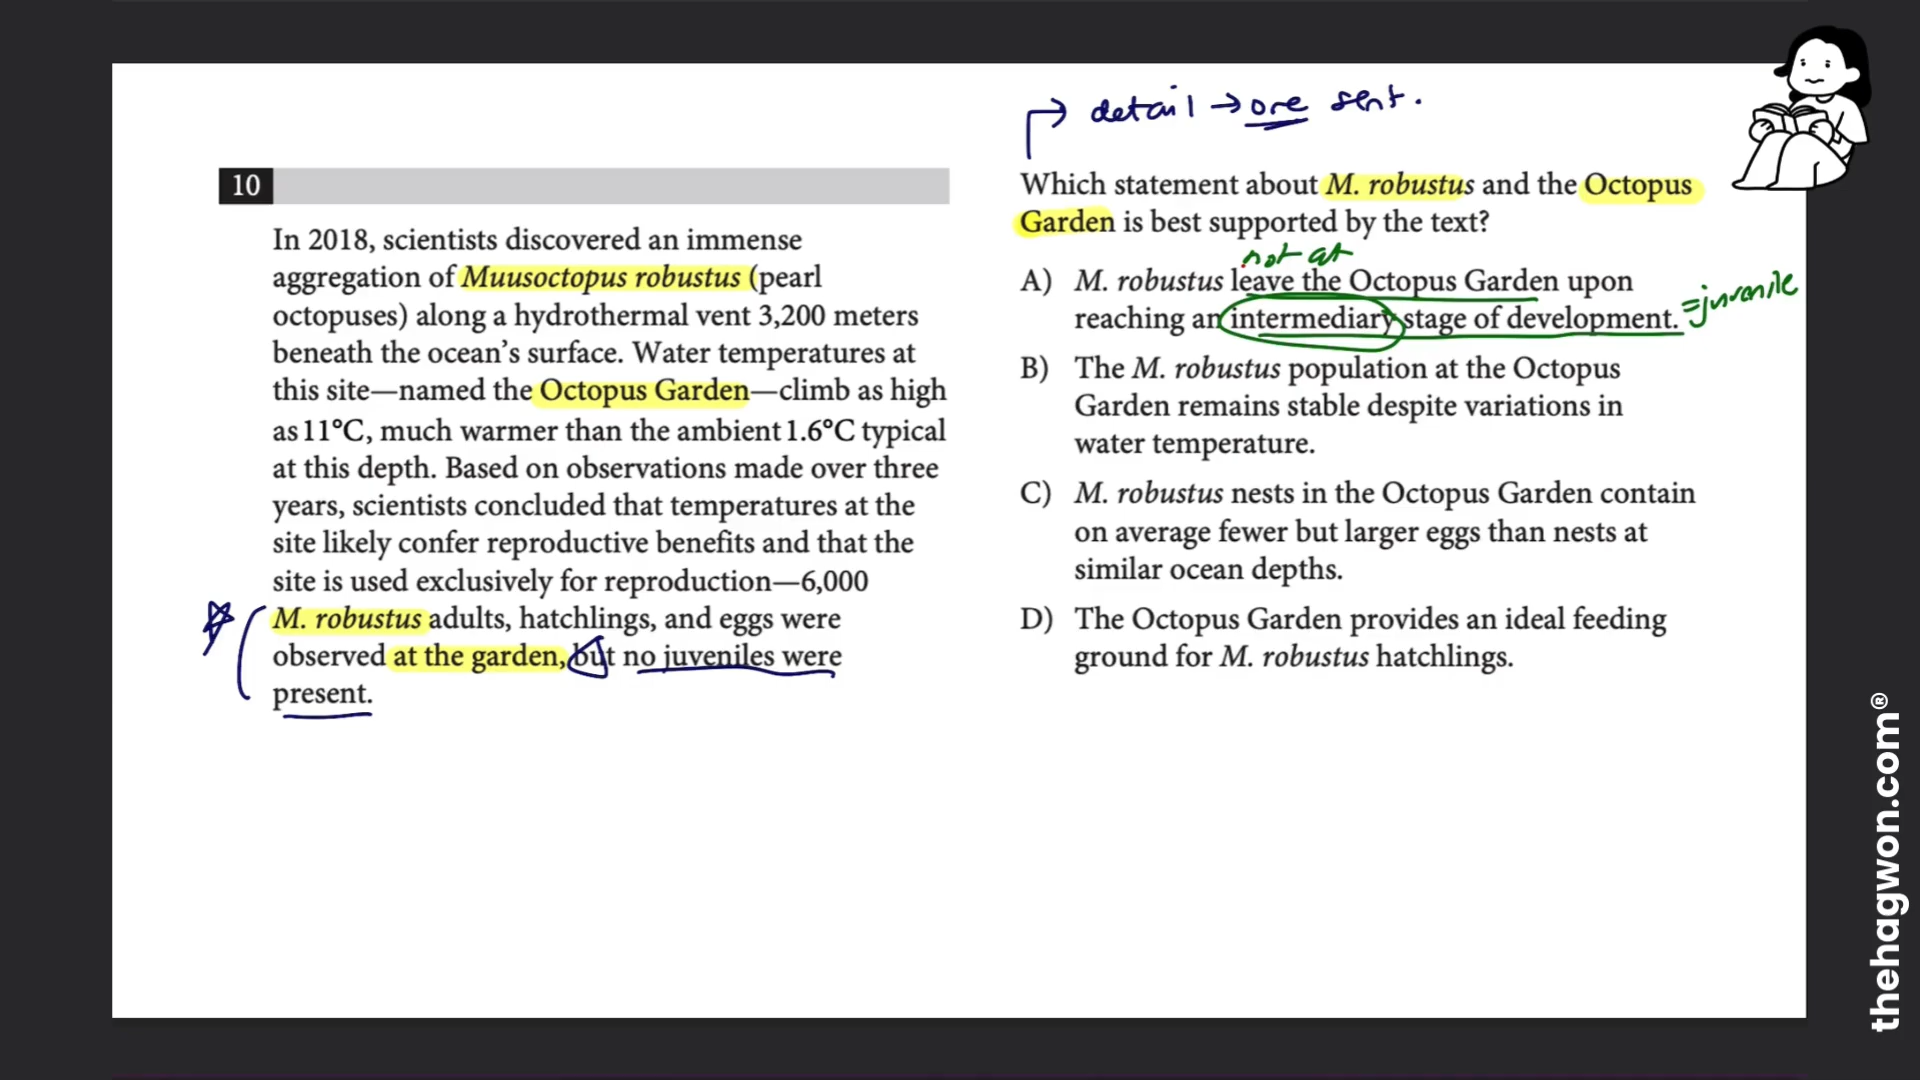 detail → one sent.
10
In 2018, scientists discovered an immense
aggregation of Muusoctopus robustus (pearl
octopuses) along a hydrothermal vent 3,200 meters
beneath the ocean's surface. Water temperatures at
this site—named the Octopus Garden—climb as high
as 11°C, much warmer than the ambient 1.6°C typical
at this depth. Based on observations made over three
years, scientists concluded that temperatures at the
site likely confer reproductive benefits and that the
site is used exclusively for reproduction—6,000
M. robustus adults, hatchlings, and eggs were
observed at the garden, but no juveniles were
present.
Which statement about M. robustus and the Octopus
Garden is best supported by the text?
not at
A) M. robustus leave the Octopus Garden upon
reaching an intermediary stage of development.
=juvenile
B) The M. robustus population at the Octopus
Garden remains stable despite variations in
water temperature.
C) M. robustus nests in the Octopus Garden contain
on average fewer but larger eggs than nests at
similar ocean depths.
D) The Octopus Garden provides an ideal feeding
ground for M. robustus hatchlings.
thehagwon.com®